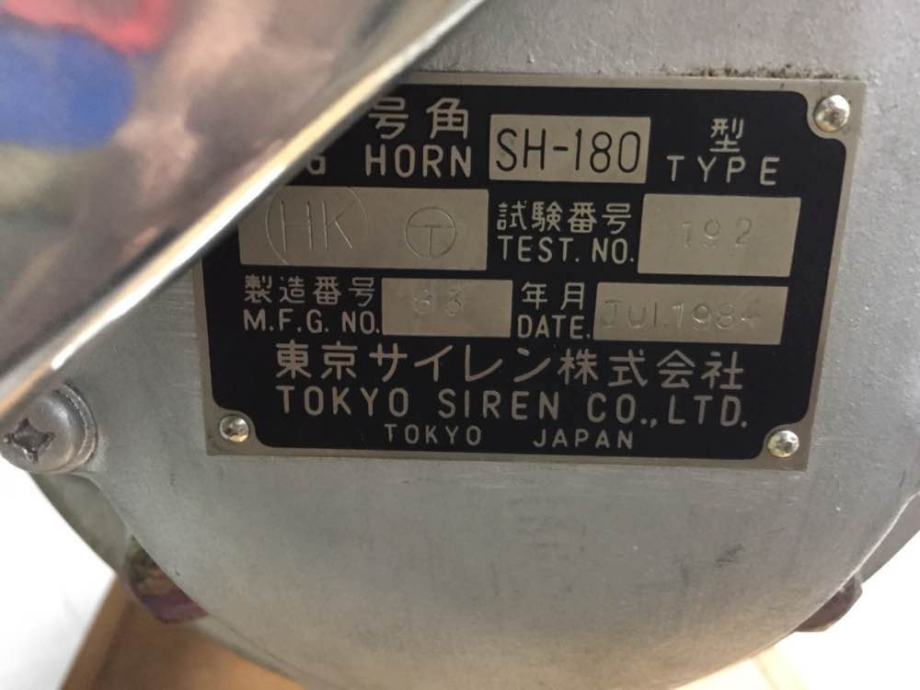 号角 SH-180 型
HORN TYPE
HK T 試験番号 192
TEST. NO.
製造番号 83 年月 Jul.1984
M.F.G. NO. DATE.
東京サイレン株式会社
TOKYO SIREN CO.,LTD.
TOKYO JAPAN